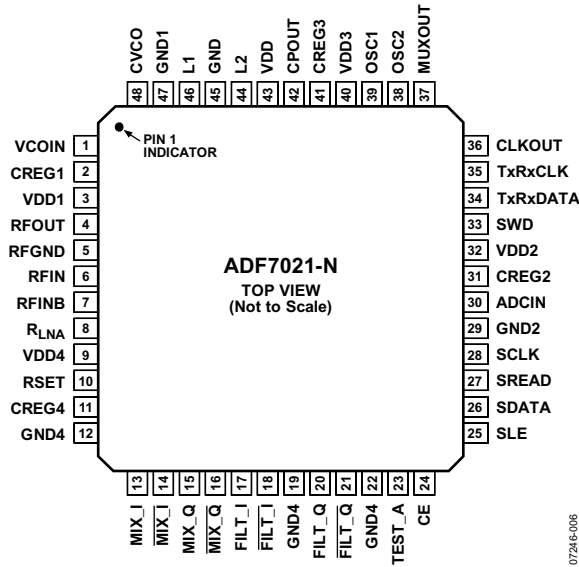 CVCO
GND1
L1
GND
L2
VDD
CPOUT
CREG3
VDD3
OSC1
OSC2
MUXOUT
48 47 46 45 44 43 42 41 40 39 38 37
PIN 1
INDICATOR
VCOIN 1
CREG1 2
VDD1 3
RFOUT 4
RFGND 5
RFIN 6
RFINB 7
RLNA 8
VDD4 9
RSET 10
CREG4 11
GND4 12
ADF7021-N
TOP VIEW
(Not to Scale)
36 CLKOUT
35 TxRxCLK
34 TxRxDATA
33 SWD
32 VDD2
31 CREG2
30 ADCIN
29 GND2
28 SCLK
27 SREAD
26 SDATA
25 SLE
13 14 15 16 17 18 19 20 21 22 23 24
MIX_I
MIX_I
MIX_Q
MIX_Q
FILT_I
FILT_I
GND4
FILT_Q
FILT_Q
GND4
TEST_A
CE
07246-006